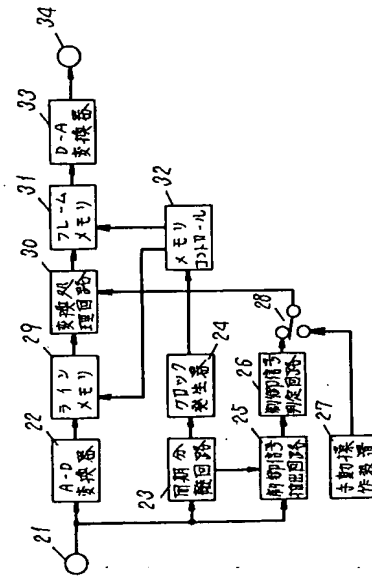 21
22
A-D
変換器
29
ライン
メモリ
30
変換処
理回路
31
フレーム
メモリ
33
D-A
変換器
34
23
同期分
離回路
24
クロック
発生器
32
メモリ
コントロール
25
制御信号
抽出回路
26
制御信号
判定回路
28
27
手動操
作装置